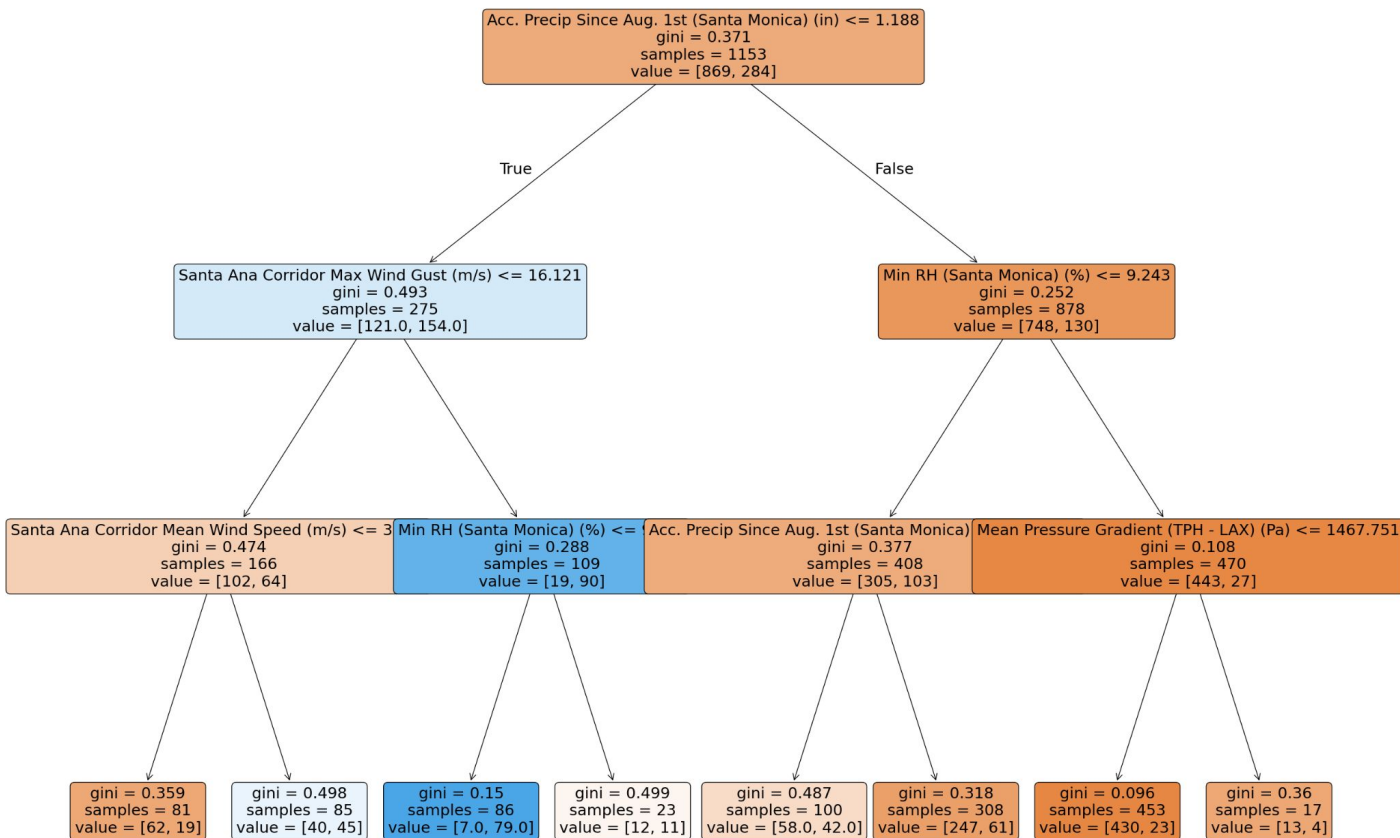 Acc. Precip Since Aug. 1st (Santa Monica) (in) <= 1.188
gini = 0.371
samples = 1153
value = [869, 284]
True
False
Santa Ana Corridor Max Wind Gust (m/s) <= 16.121
gini = 0.493
samples = 275
value = [121.0, 154.0]
Min RH (Santa Monica) (%) <= 9.243
gini = 0.252
samples = 878
value = [748, 130]
Santa Ana Corridor Mean Wind Speed (m/s) <= 3
gini = 0.474
samples = 166
value = [102, 64]
Min RH (Santa Monica) (%) <=
gini = 0.288
samples = 109
value = [19, 90]
Acc. Precip Since Aug. 1st (Santa Monica)
gini = 0.377
samples = 408
value = [305, 103]
Mean Pressure Gradient (TPH - LAX) (Pa) <= 1467.751
gini = 0.108
samples = 470
value = [443, 27]
gini = 0.359
samples = 81
value = [62, 19]
gini = 0.498
samples = 85
value = [40, 45]
gini = 0.15
samples = 86
value = [7.0, 79.0]
gini = 0.499
samples = 23
value = [12, 11]
gini = 0.487
samples = 100
value = [58.0, 42.0]
gini = 0.318
samples = 308
value = [247, 61]
gini = 0.096
samples = 453
value = [430, 23]
gini = 0.36
samples = 17
value = [13, 4]